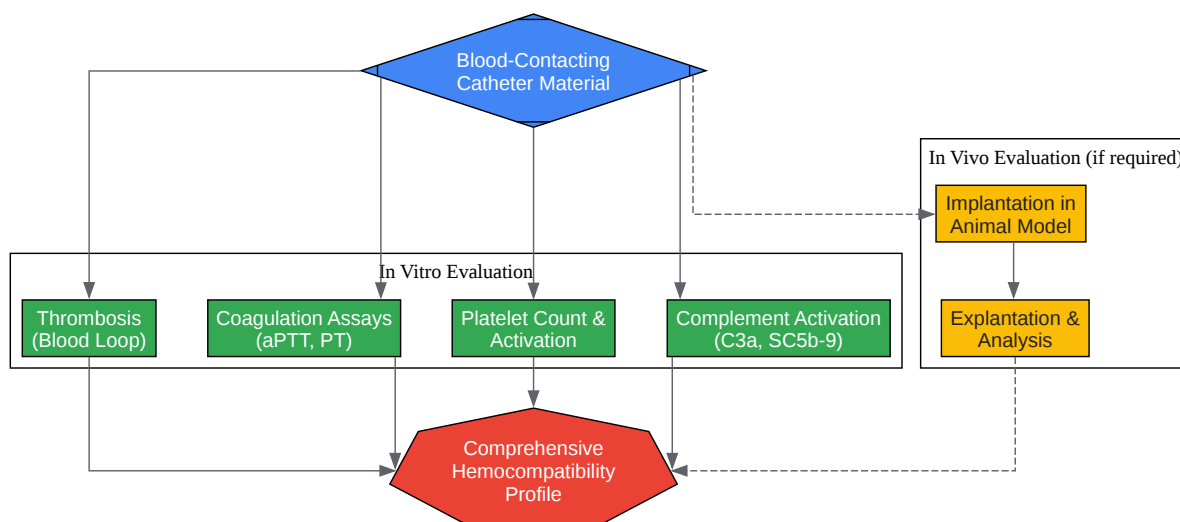 Blood-Contacting
Catheter Material
In Vivo Evaluation (if required)
Implantation in
Animal Model
In Vitro Evaluation
Thrombosis
(Blood Loop)
Coagulation Assays
(aPTT, PT)
Platelet Count &
Activation
Complement Activation
(C3a, SC5b-9)
Explantation &
Analysis
Comprehensive
Hemocompatibility
Profile